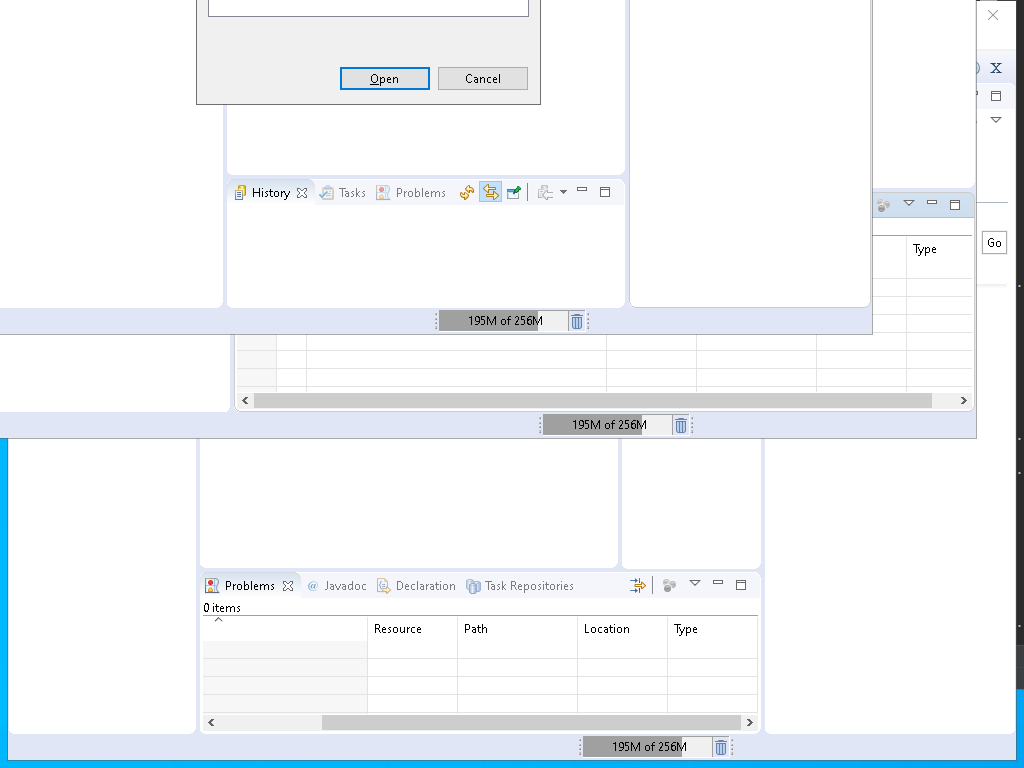 Open Cancel
X
History Tasks Problems
Go
Type
195M of 256M
195M of 256M
Problems @ Javadoc Declaration Task Repositories
0 items
Resource Path Location Type
195M of 256M